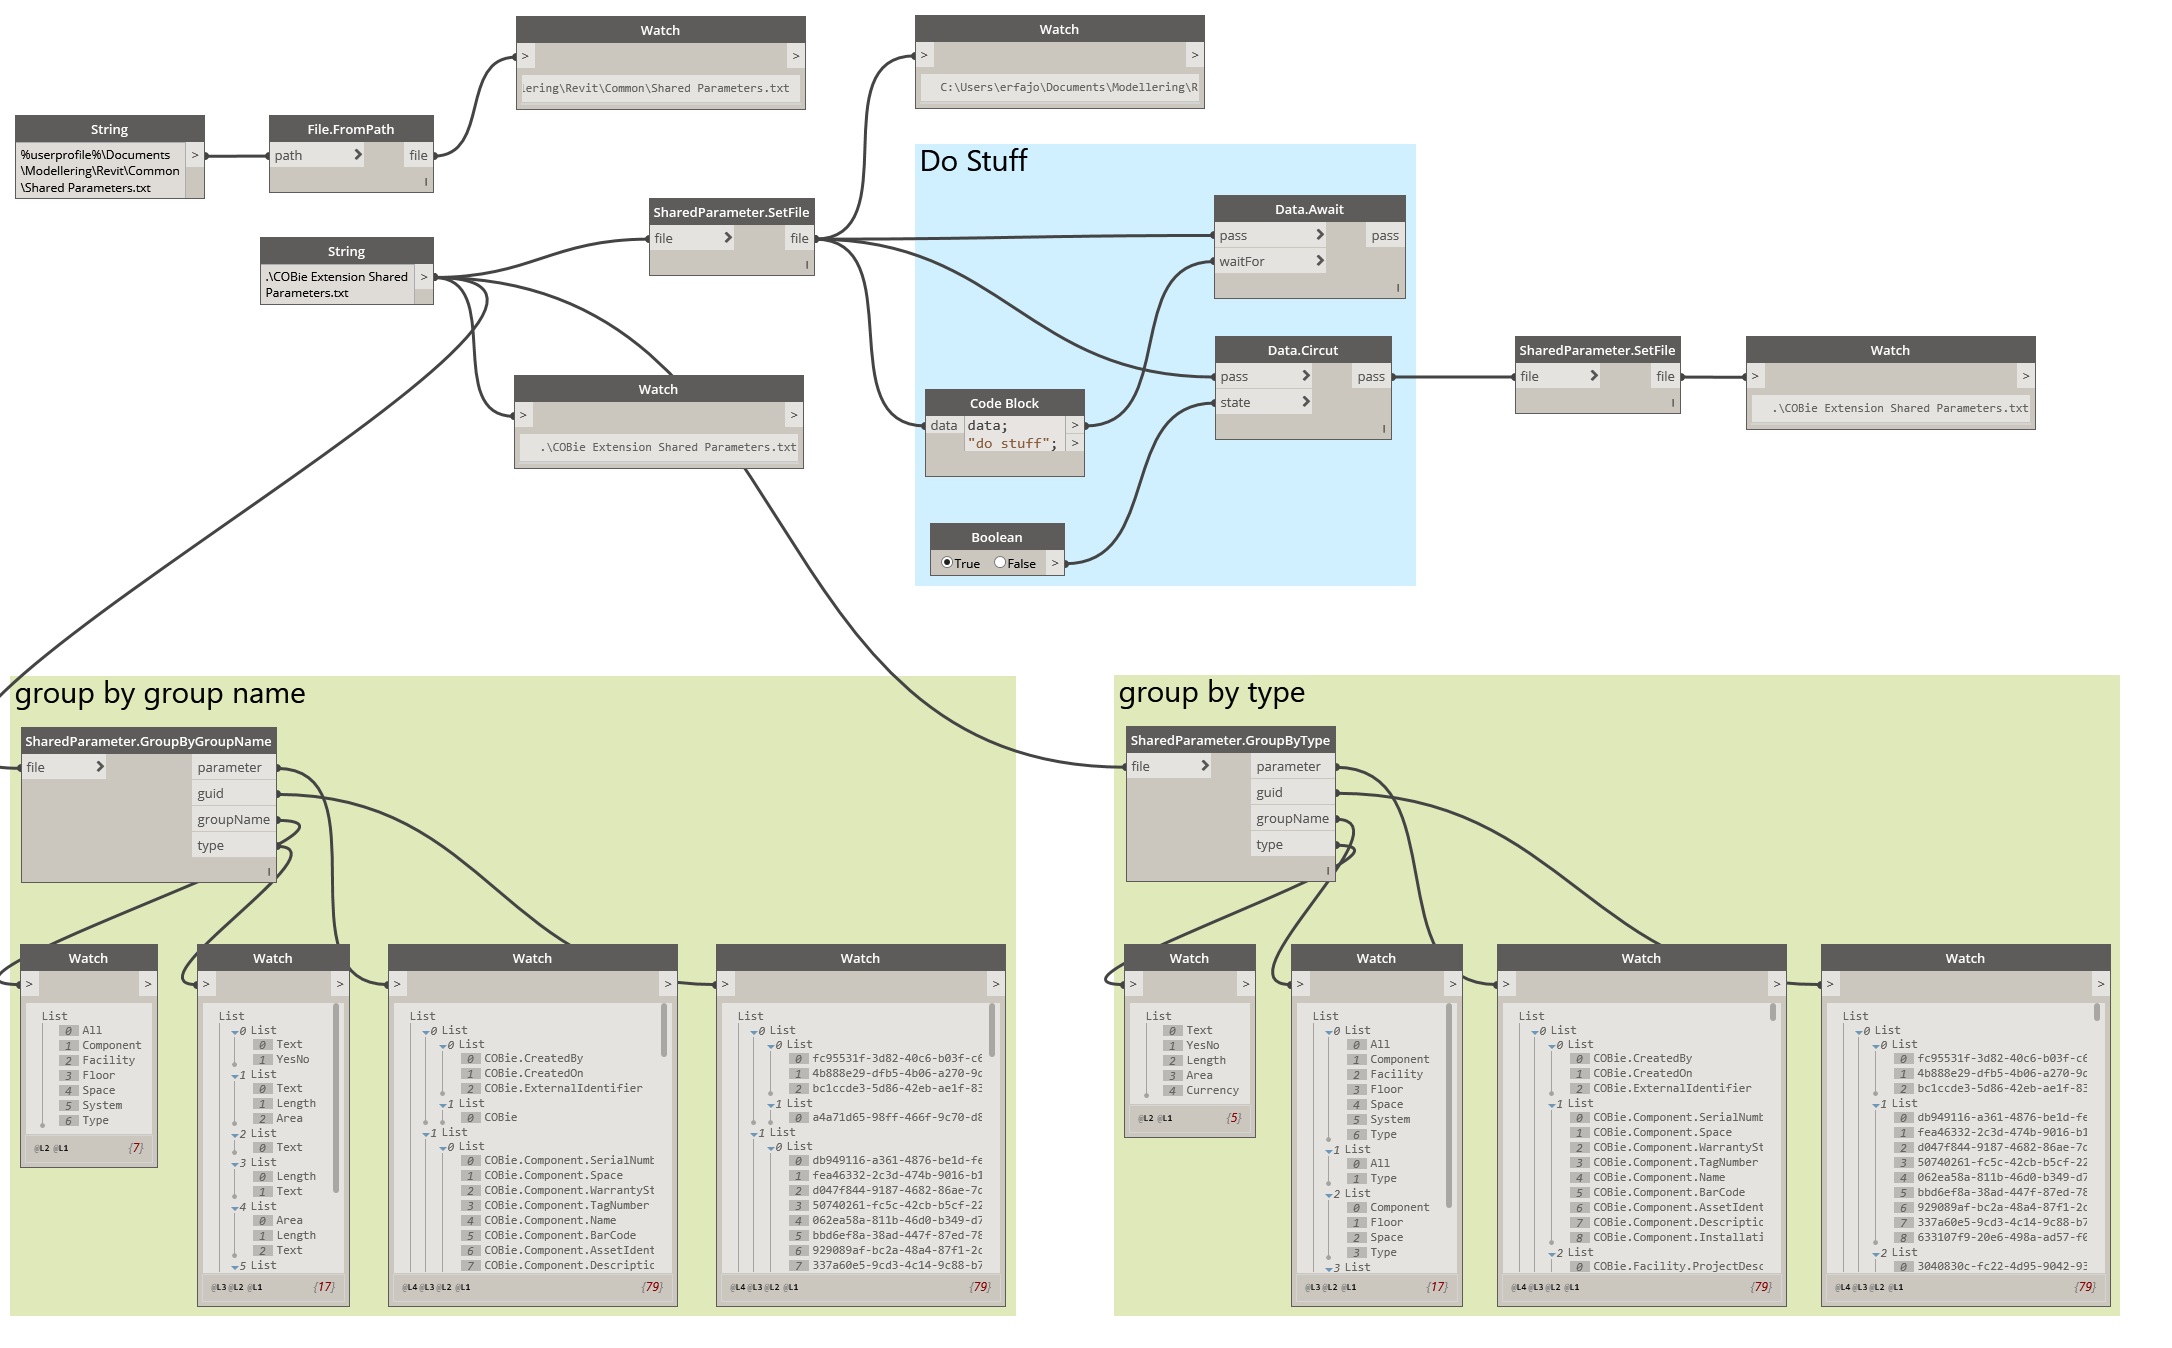 Watch
>
>
lering\Revit\Common\Shared Parameters.txt
Watch
>
>
C:\Users\erfajo\Documents\Modellering\R
String
%userprofile%\Documents
\Modellering\Revit\Common
\Shared Parameters.txt
>
File.FromPath
path
file
String
.\COBie Extension Shared
Parameters.txt
>
SharedParameter.SetFile
file
file
Watch
>
>
.\COBie Extension Shared Parameters.txt
Do Stuff
Data.Await
pass
pass
waitFor
Data.Circut
pass
pass
state
Code Block
data
data;
>
"do stuff";
>
Boolean
True
False
>
SharedParameter.SetFile
file
file
Watch
>
>
.\COBie Extension Shared Parameters.txt
group by group name
SharedParameter.GroupByGroupName
file
parameter
guid
groupName
type
Watch
>
>
List
0 All
1 Component
2 Facility
3 Floor
4 Space
5 System
6 Type
@L2 @L1
{7}
Watch
>
>
List
0 List
0 Text
1 YesNo
1 List
0 Text
1 Length
2 Area
2 List
0 Text
3 List
0 Length
1 Text
4 List
0 Area
1 Length
2 Text
5 List
@L3 @L2 @L1
{17}
Watch
>
>
List
0 List
0 List
0 COBie.CreatedBy
1 COBie.CreatedOn
2 COBie.ExternalIdentifier
1 List
0 COBie
1 List
0 List
0 COBie.Component.SerialNumb
1 COBie.Component.Space
2 COBie.Component.WarrantySt
3 COBie.Component.TagNumber
4 COBie.Component.Name
5 COBie.Component.BarCode
6 COBie.Component.AssetIdent
7 COBie.Component.Descriptic
@L4 @L3 @L2 @L1
{79}
Watch
>
>
List
0 List
0 List
0 fc95531f-3d82-40c6-b03f-c6
1 4b888e29-dfb5-4b06-a270-9d
2 bc1ccde3-5d86-42eb-ae1f-83
1 List
0 a4a71d65-98ff-466f-9c70-d8
1 List
0 List
0 db949116-a361-4876-be1d-fe
1 fea46332-2c3d-474b-9016-b1
2 d047f844-9187-4682-86ae-7c
3 50740261-fc5c-42cb-b5cf-22
4 062ea58a-811b-46d0-b349-d7
5 bbd6ef8a-38ad-447f-87ed-78
6 929089af-bc2a-48a4-87f1-2c
7 337a60e5-9cd3-4c14-9c88-b7
@L4 @L3 @L2 @L1
{79}
group by type
SharedParameter.GroupByType
file
parameter
guid
groupName
type
Watch
>
>
List
0 Text
1 YesNo
2 Length
3 Area
4 Currency
@L2 @L1
{5}
Watch
>
>
List
0 List
0 All
1 Component
2 Facility
3 Floor
4 Space
5 System
6 Type
1 List
0 All
1 Type
2 List
0 Component
1 Floor
2 Space
3 Type
3 List
@L3 @L2 @L1
{17}
Watch
>
>
List
0 List
0 List
0 COBie.CreatedBy
1 COBie.CreatedOn
2 COBie.ExternalIdentifier
1 List
0 COBie.Component.SerialNumb
1 COBie.Component.Space
2 COBie.Component.WarrantySt
3 COBie.Component.TagNumber
4 COBie.Component.Name
5 COBie.Component.BarCode
6 COBie.Component.AssetIdent
7 COBie.Component.Descriptic
8 COBie.Component.Installati
2 List
0 COBie.Facility.ProjectDesc
@L4 @L3 @L2 @L1
{79}
Watch
>
>
List
0 List
0 List
0 fc95531f-3d82-40c6-b03f-c6
1 4b888e29-dfb5-4b06-a270-9d
2 bc1ccde3-5d86-42eb-ae1f-83
1 List
0 db949116-a361-4876-be1d-fe
1 fea46332-2c3d-474b-9016-b1
2 d047f844-9187-4682-86ae-7c
3 50740261-fc5c-42cb-b5cf-22
4 062ea58a-811b-46d0-b349-d7
5 bbd6ef8a-38ad-447f-87ed-78
6 929089af-bc2a-48a4-87f1-2c
7 337a60e5-9cd3-4c14-9c88-b7
8 633107f9-20e6-498a-ad57-f0
2 List
0 3040830c-fc22-4d95-9042-93
@L4 @L3 @L2 @L1
{79}